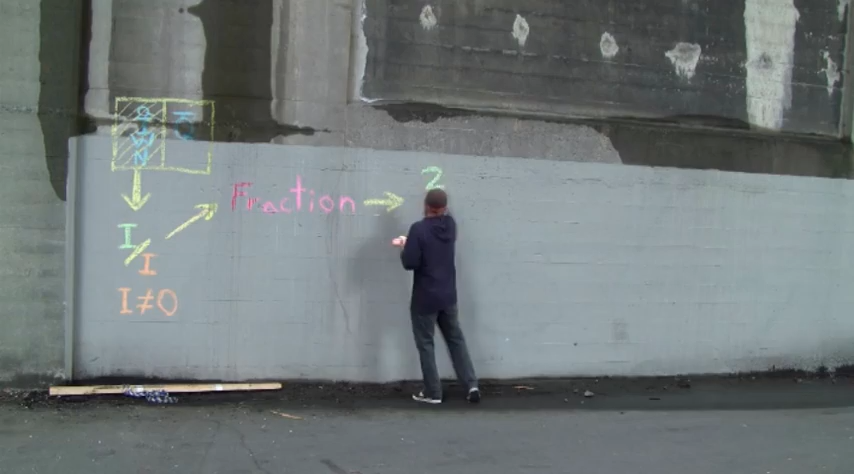 Fraction → 2
I/I
I≠0